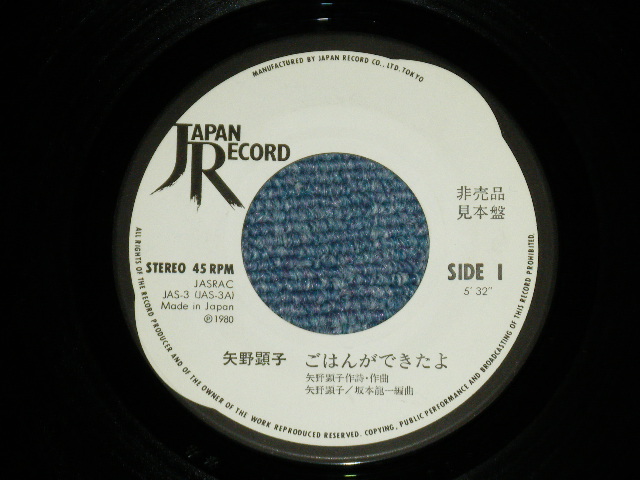 MANUFACTURED BY JAPAN RECORD CO., LTD. TOKYO
JAPAN
RECORD
非売品
見本盤
STEREO 45 RPM
JASRAC
JAS-3 (JAS-3A)
Made in Japan
℗1980
SIDE 1
5′32″
矢野顕子 ごはんができたよ
矢野顕子作詩・作曲
矢野顕子/坂本龍一編曲
ALL RIGHTS OF THE RECORD PRODUCER AND OF THE OWNER OF THE WORK REPRODUCED RESERVED. COPYING, PUBLIC PERFORMANCE AND BROADCASTING OF THIS RECORD PROHIBITED.